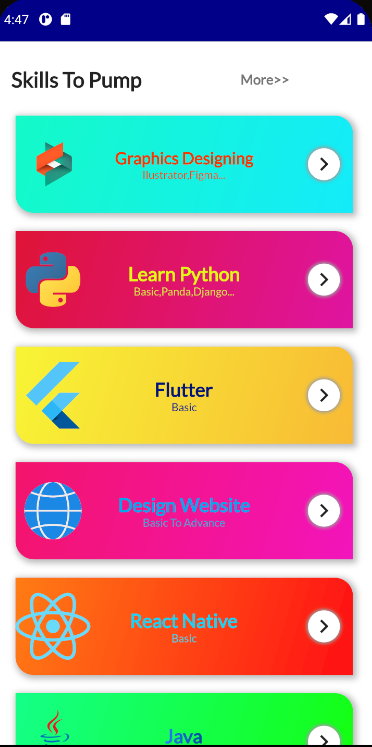 4:47
Skills To Pump
More>>
Graphics Designing
Ilustrator,Figma...
Learn Python
Basic,Panda,Django...
Flutter
Basic
Design Website
Basic To Advance
React Native
Basic
Java